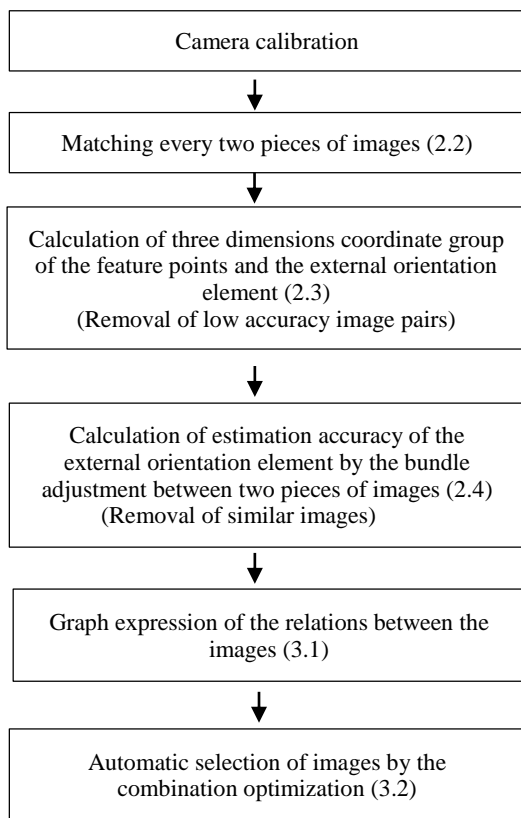 Camera calibration
Matching every two pieces of images (2.2)
Calculation of three dimensions coordinate group
of the feature points and the external orientation
element (2.3)
(Removal of low accuracy image pairs)
Calculation of estimation accuracy of the
external orientation element by the bundle
adjustment between two pieces of images (2.4)
(Removal of similar images)
Graph expression of the relations between the
images (3.1)
Automatic selection of images by the
combination optimization (3.2)